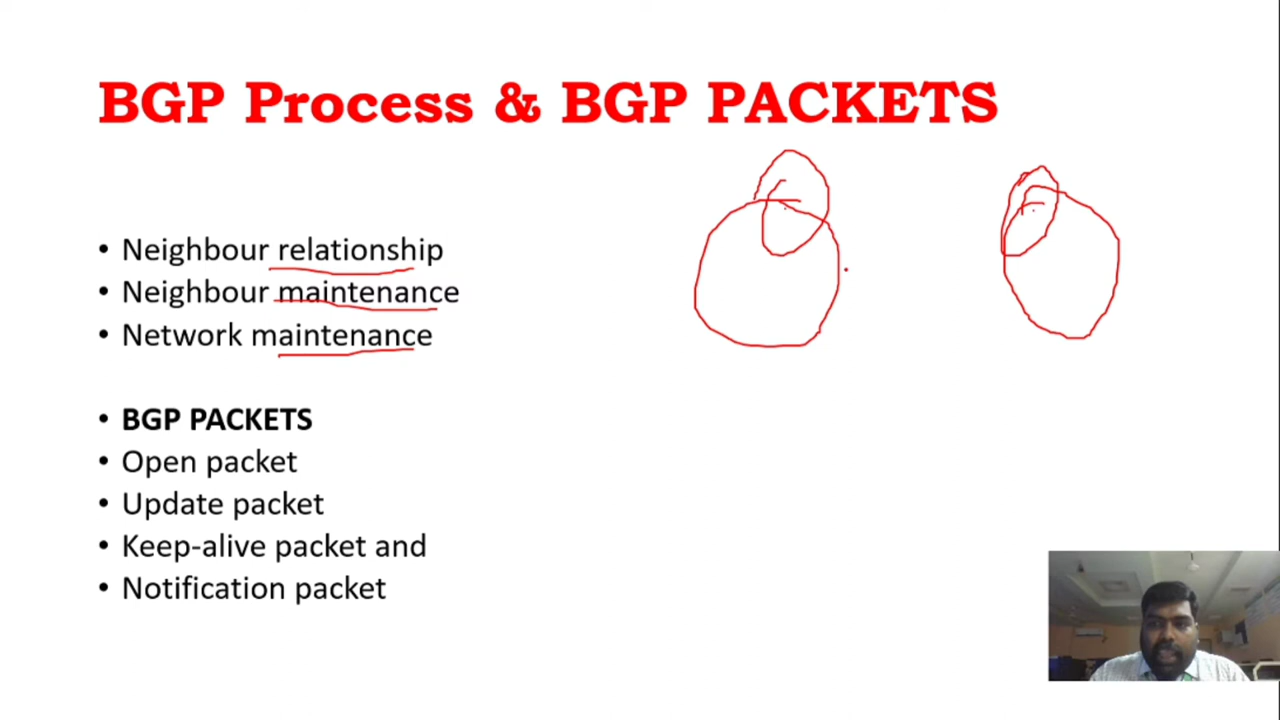 BGP Process & BGP PACKETS
• Neighbour relationship
• Neighbour maintenance
• Network maintenance
• BGP PACKETS
• Open packet
• Update packet
• Keep-alive packet and
• Notification packet